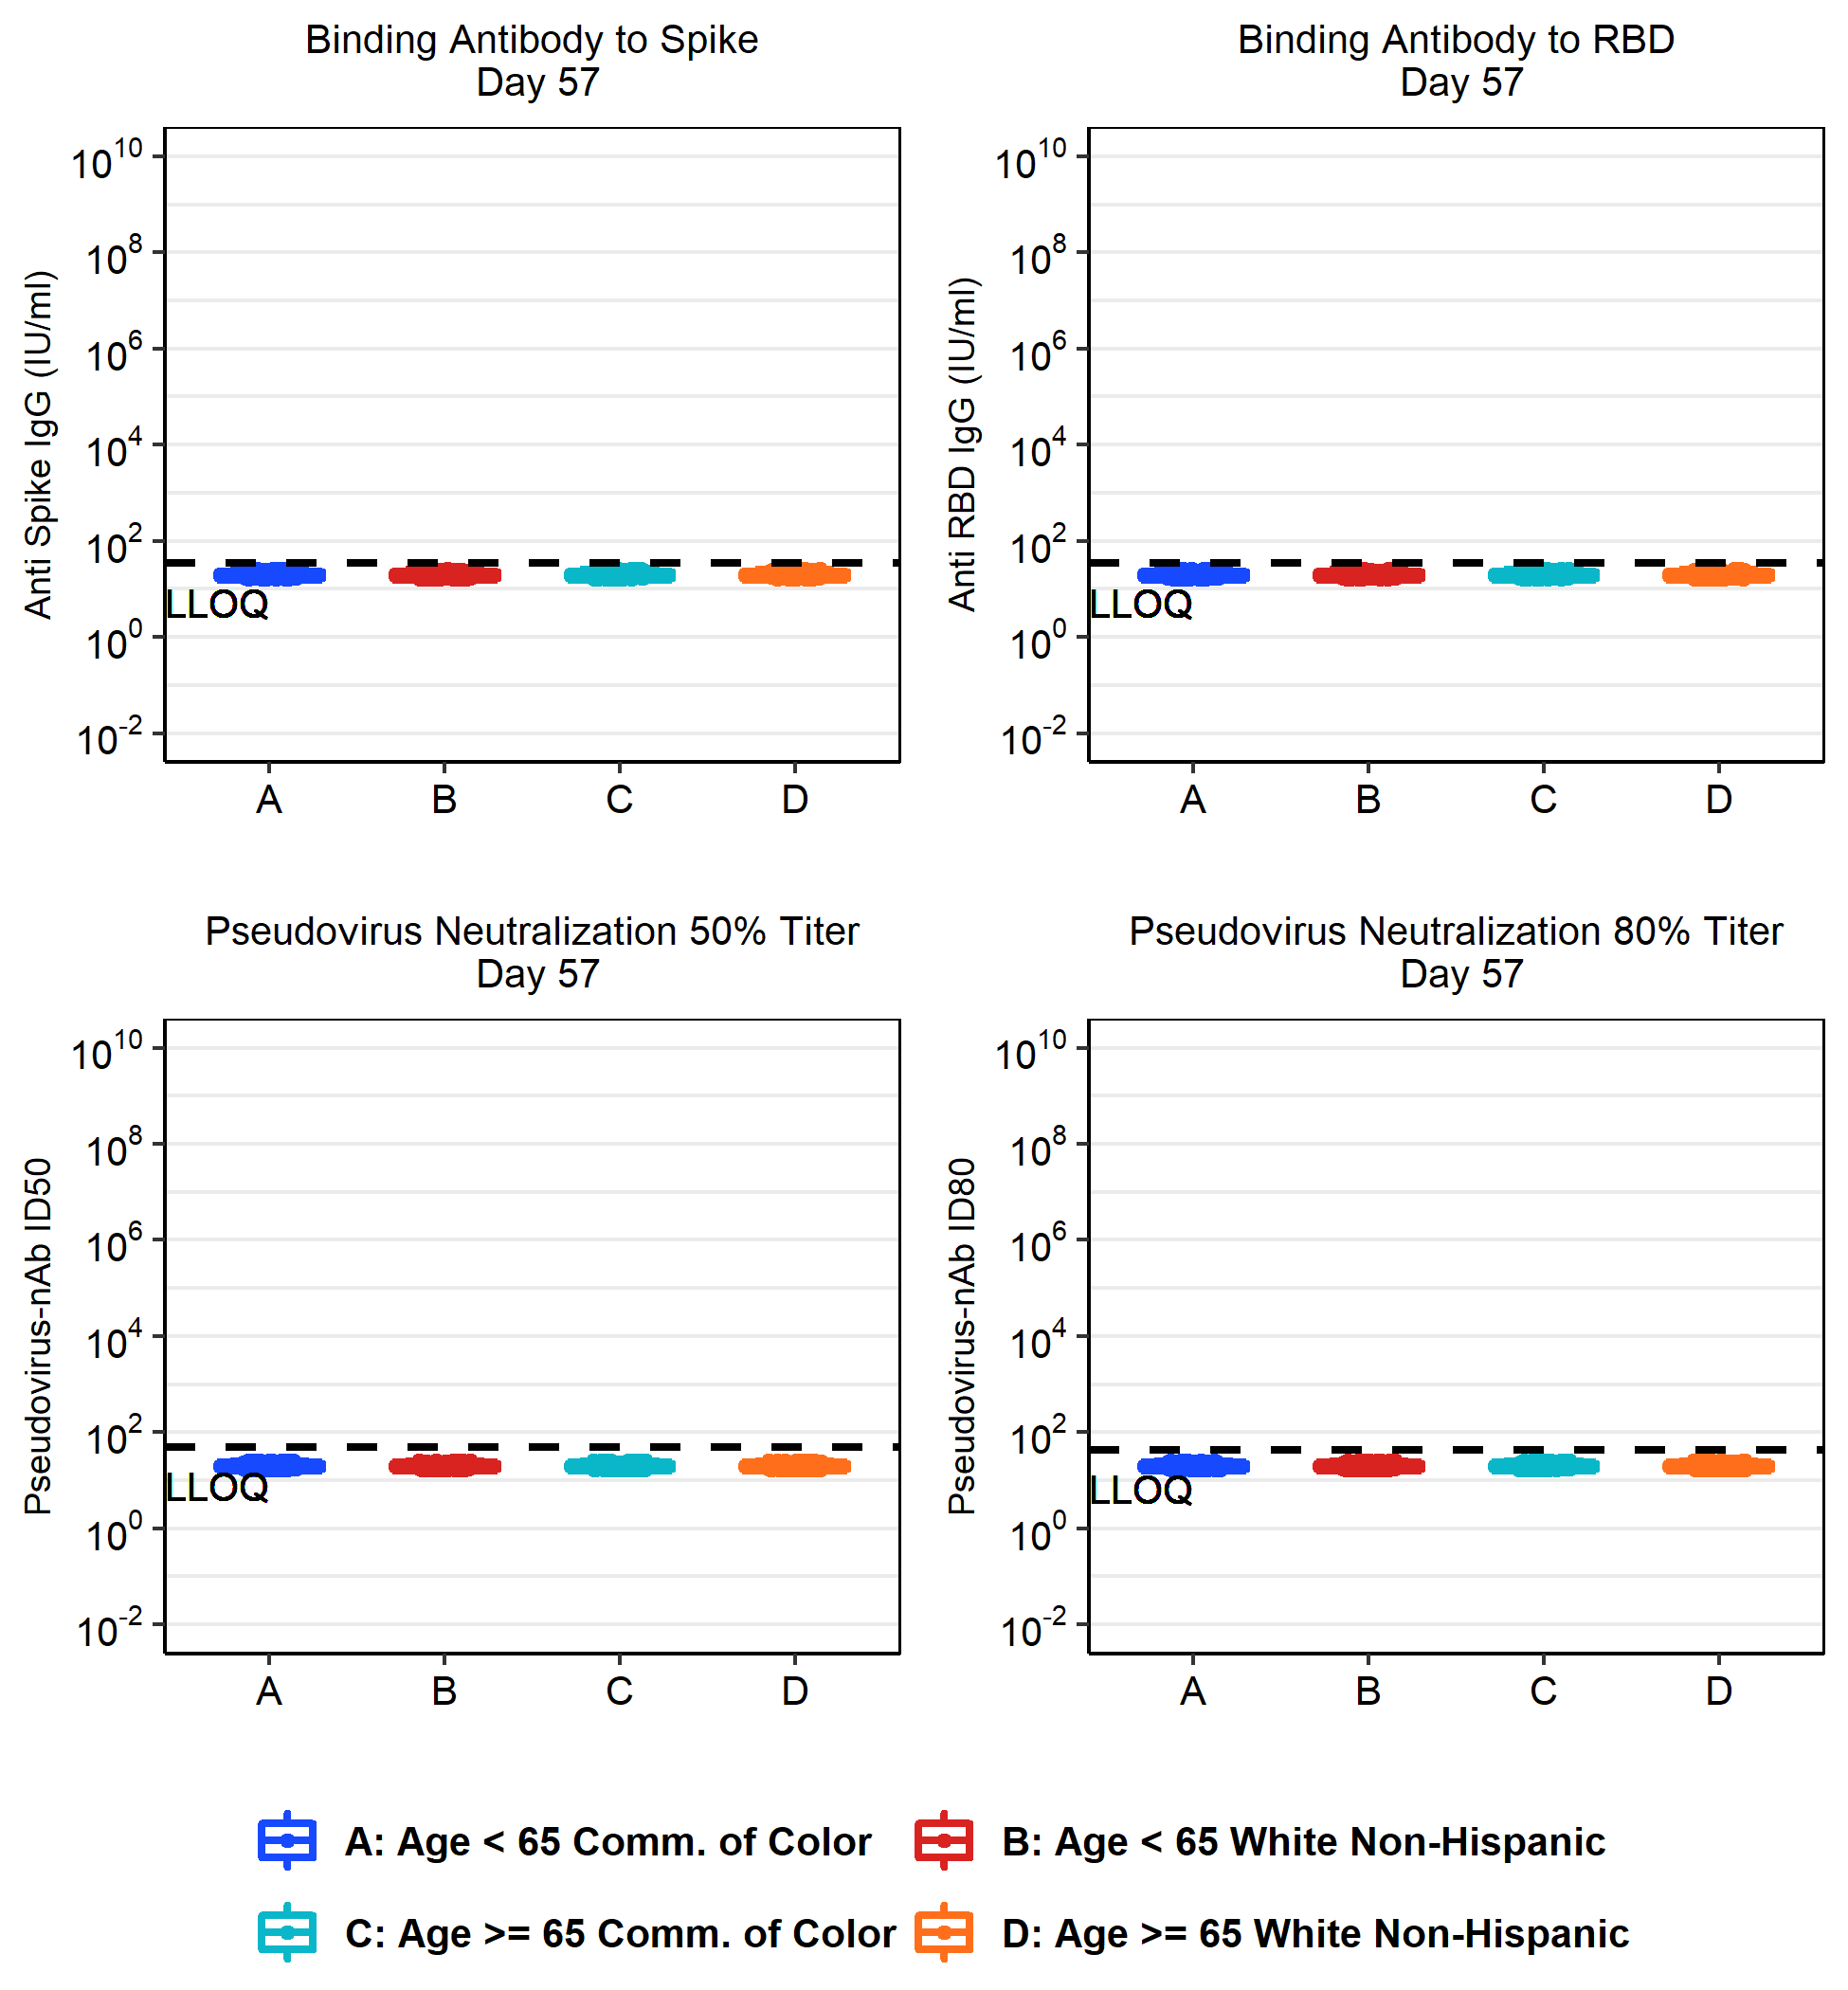 Binding Antibody to Spike
Day 57
Anti Spike IgG (IU/ml)
10^10
10^8
10^6
10^4
10^2
10^0
10^-2
LLOQ
A B C D
Binding Antibody to RBD
Day 57
Anti RBD IgG (IU/ml)
10^10
10^8
10^6
10^4
10^2
10^0
10^-2
LLOQ
A B C D
Pseudovirus Neutralization 50% Titer
Day 57
Pseudovirus-nAb ID50
10^10
10^8
10^6
10^4
10^2
10^0
10^-2
LLOQ
A B C D
Pseudovirus Neutralization 80% Titer
Day 57
Pseudovirus-nAb ID80
10^10
10^8
10^6
10^4
10^2
10^0
10^-2
LLOQ
A B C D
A: Age < 65 Comm. of Color
B: Age < 65 White Non-Hispanic
C: Age >= 65 Comm. of Color
D: Age >= 65 White Non-Hispanic